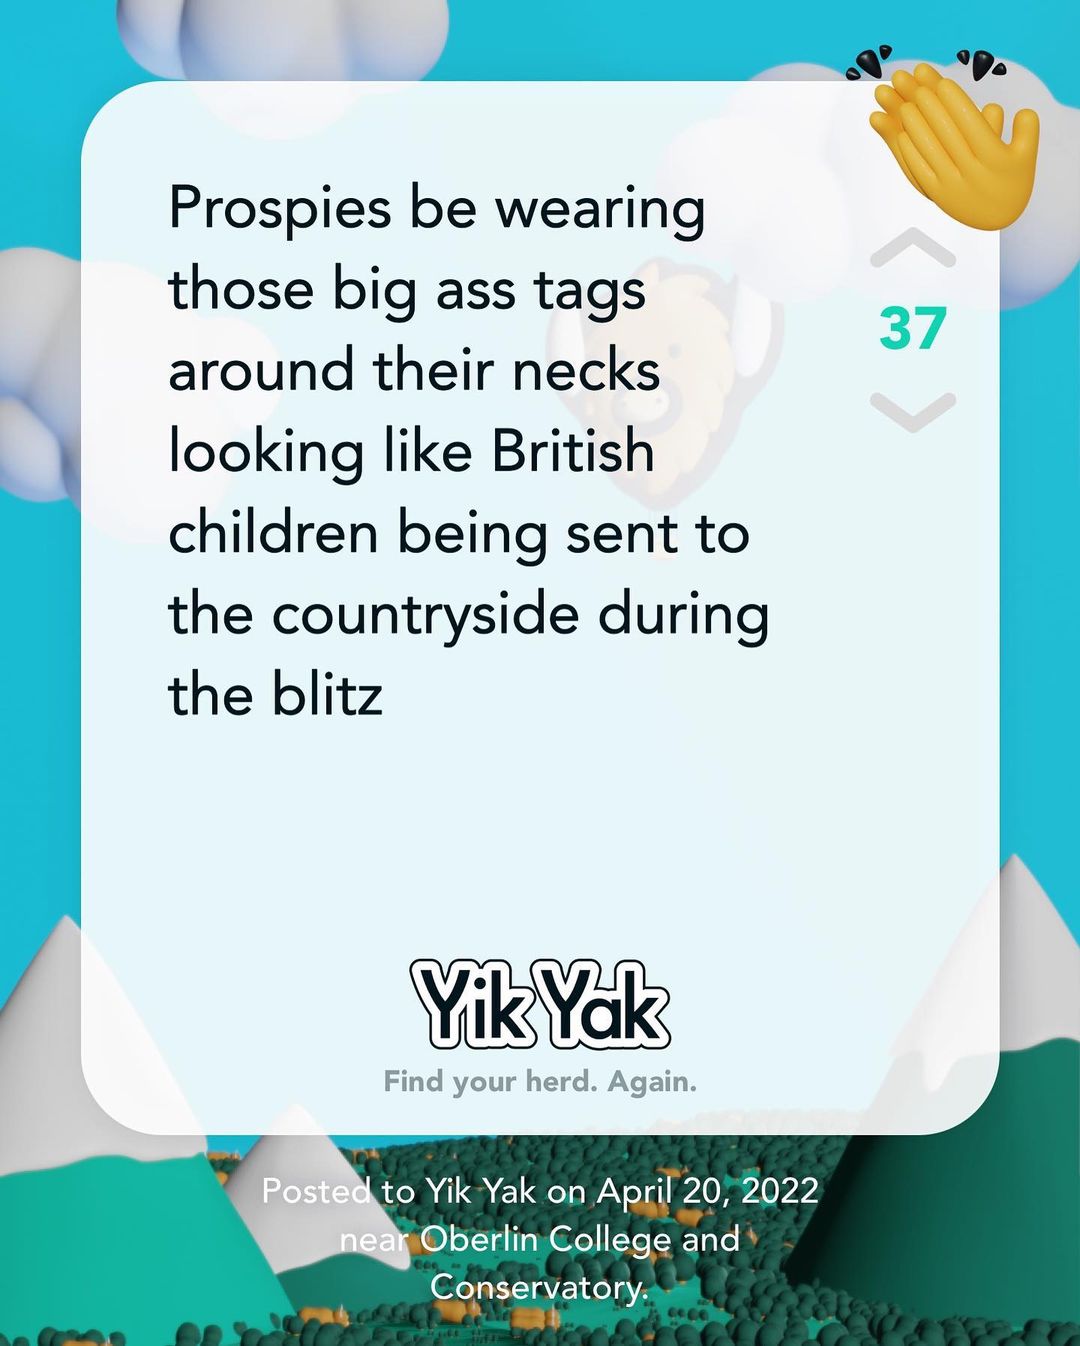 Prospies be wearing
those big ass tags
around their necks
looking like British
children being sent to
the countryside during
the blitz
37
Yik Yak
Find your herd. Again.
Posted to Yik Yak on April 20, 2022
near Oberlin College and
Conservatory.